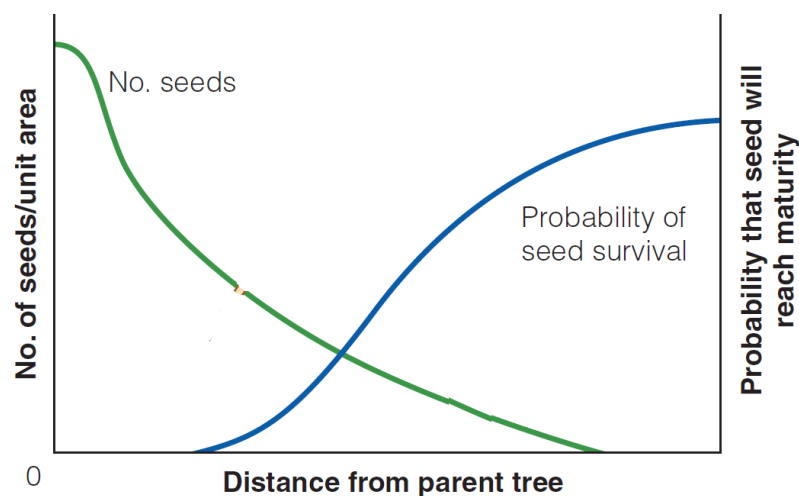 No. seeds
No. of seeds/unit area
Probability of
seed survival
Probability that seed will
reach maturity
0
Distance from parent tree